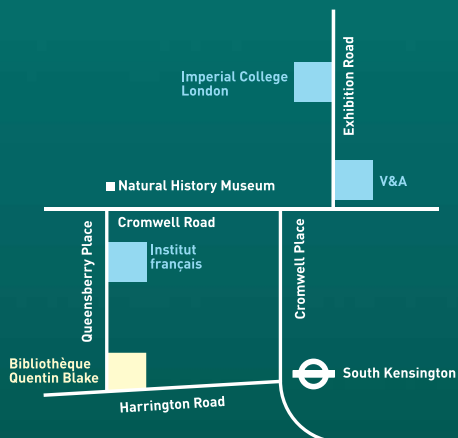 Imperial College
London
Exhibition Road
V&A
Natural History Museum
Cromwell Road
Queensberry Place
Institut
français
Cromwell Place
Bibliothèque
Quentin Blake
South Kensington
Harrington Road